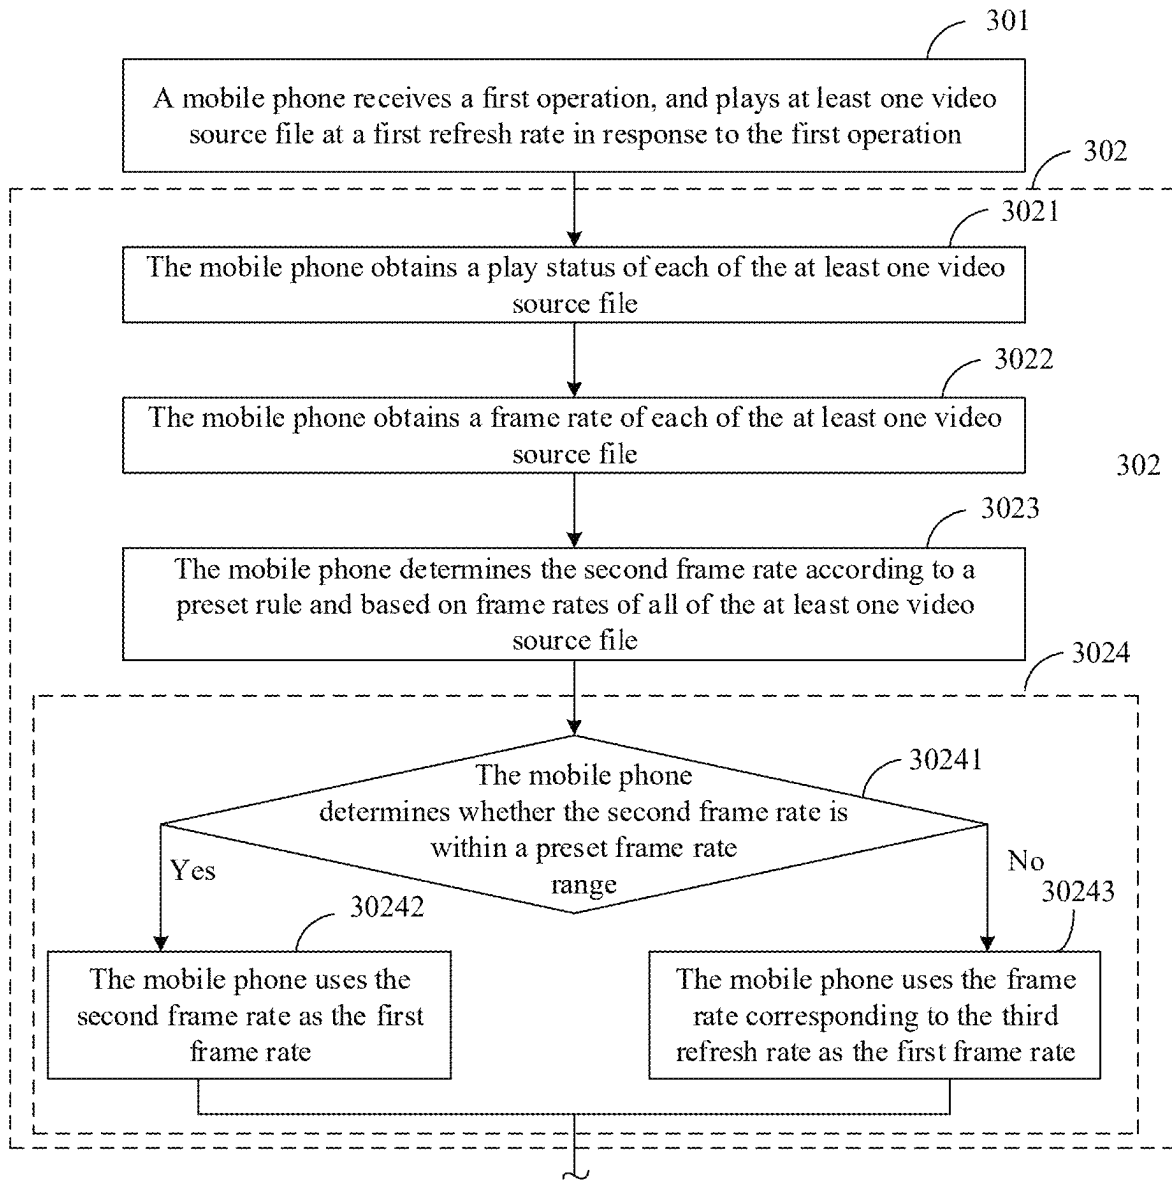 301
A mobile phone receives a first operation, and plays at least one video
source file at a first refresh rate in response to the first operation
302
3021
The mobile phone obtains a play status of each of the at least one video
source file
3022
The mobile phone obtains a frame rate of each of the at least one video
source file
302
3023
The mobile phone determines the second frame rate according to a
preset rule and based on frame rates of all of the at least one video
source file
3024
30241
The mobile phone
determines whether the second frame rate is
within a preset frame rate
range
Yes
No
30242
30243
The mobile phone uses the
second frame rate as the first
frame rate
The mobile phone uses the frame
rate corresponding to the third
refresh rate as the first frame rate